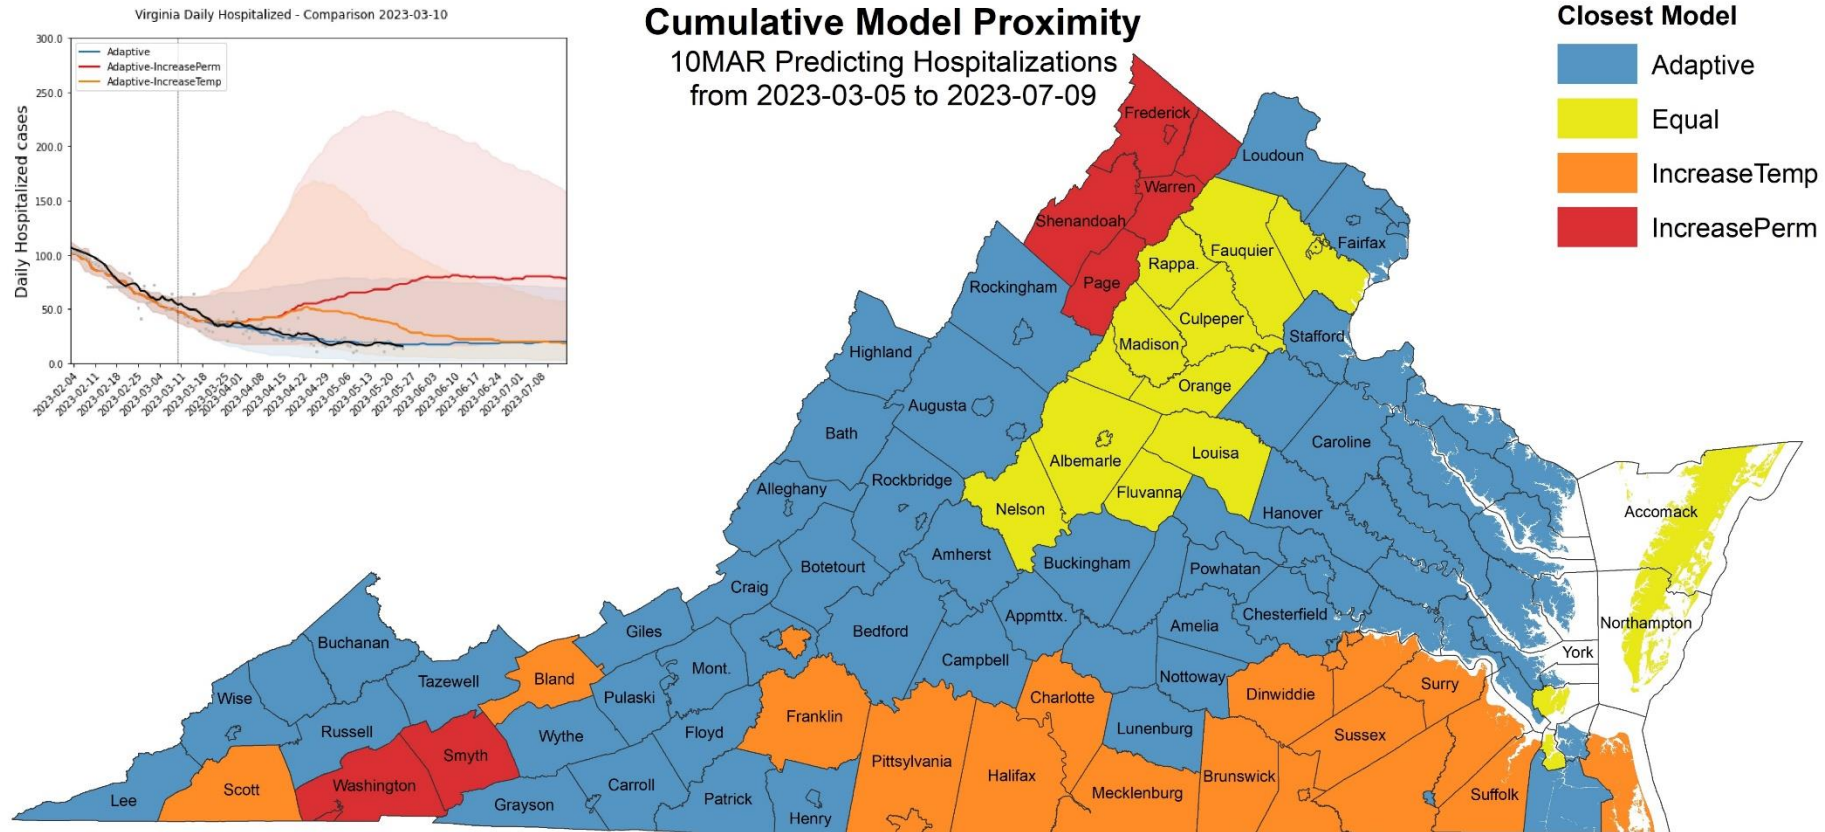 Virginia Daily Hospitalized - Comparison 2023-03-10
Daily Hospitalized cases
300.0
250.0
200.0
150.0
100.0
50.0
0.0
Adaptive
Adaptive-IncreasePerm
Adaptive-IncreaseTemp
2023-02-04
2023-02-11
2023-02-18
2023-02-25
2023-03-04
2023-03-11
2023-03-18
2023-03-25
2023-04-01
2023-04-08
2023-04-15
2023-04-22
2023-04-29
2023-05-06
2023-05-13
2023-05-20
2023-05-27
2023-06-03
2023-06-10
2023-06-17
2023-06-24
2023-07-01
2023-07-08
Cumulative Model Proximity
10MAR Predicting Hospitalizations
from 2023-03-05 to 2023-07-09
Closest Model
Adaptive
Equal
IncreaseTemp
IncreasePerm
Frederick
Loudoun
Warren
Shenandoah
Fairfax
Fauquier
Rappa.
Page
Rockingham
Culpeper
Stafford
Madison
Highland
Orange
Augusta
Bath
Caroline
Louisa
Albemarle
Rockbridge
Alleghany
Fluvanna
Nelson
Hanover
Accomack
Amherst
Buckingham
Botetourt
Powhatan
Craig
Chesterfield
Appmttx.
Northampton
Amelia
Giles
Bedford
Buchanan
York
Campbell
Mont.
Nottoway
Bland
Tazewell
Surry
Dinwiddie
Charlotte
Pulaski
Wise
Franklin
Lunenburg
Russell
Floyd
Wythe
Sussex
Smyth
Pittsylvania
Halifax
Brunswick
Washington
Carroll
Scott
Mecklenburg
Suffolk
Patrick
Lee
Grayson
Henry